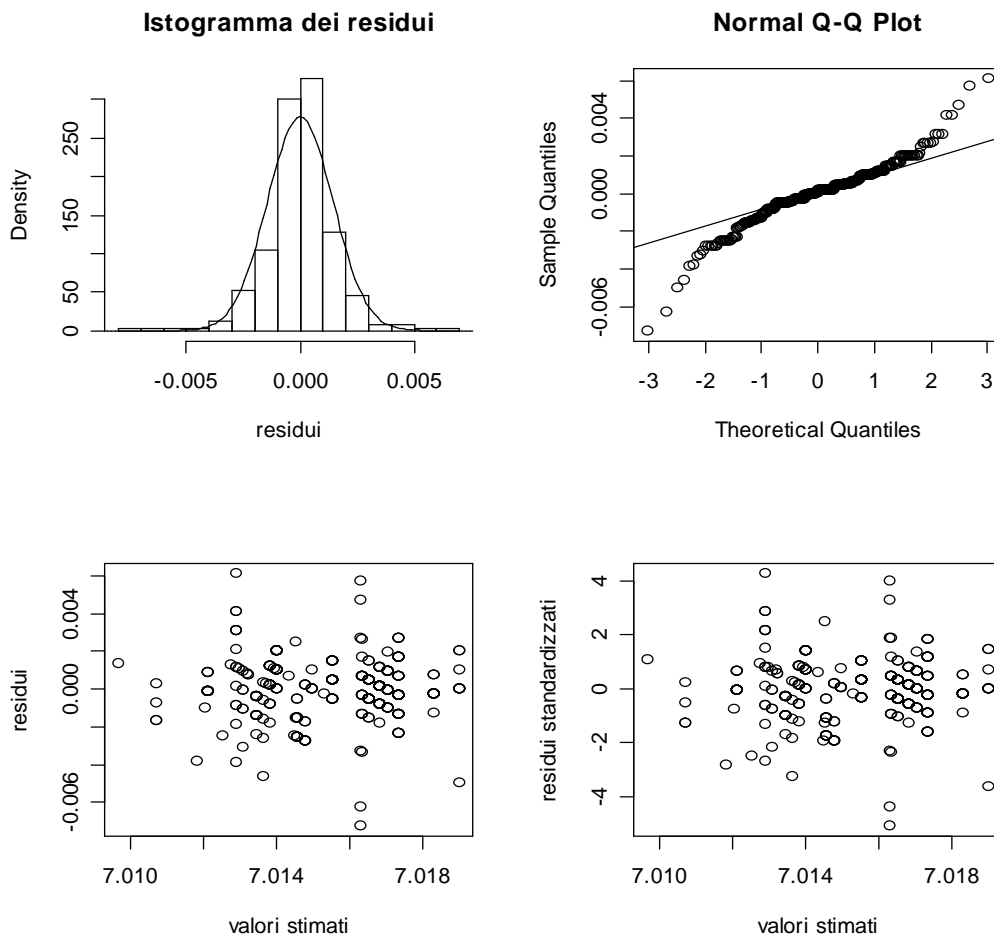 Istogramma dei residui
Density
0 50 150 250
-0.005 0.000 0.005
residui
Normal Q-Q Plot
Sample Quantiles
-0.006 0.000 0.004
-3 -2 -1 0 1 2 3
Theoretical Quantiles
residui
-0.006 0.000 0.004
7.010 7.014 7.018
valori stimati
residui standardizzati
-4 -2 0 2 4
7.010 7.014 7.018
valori stimati